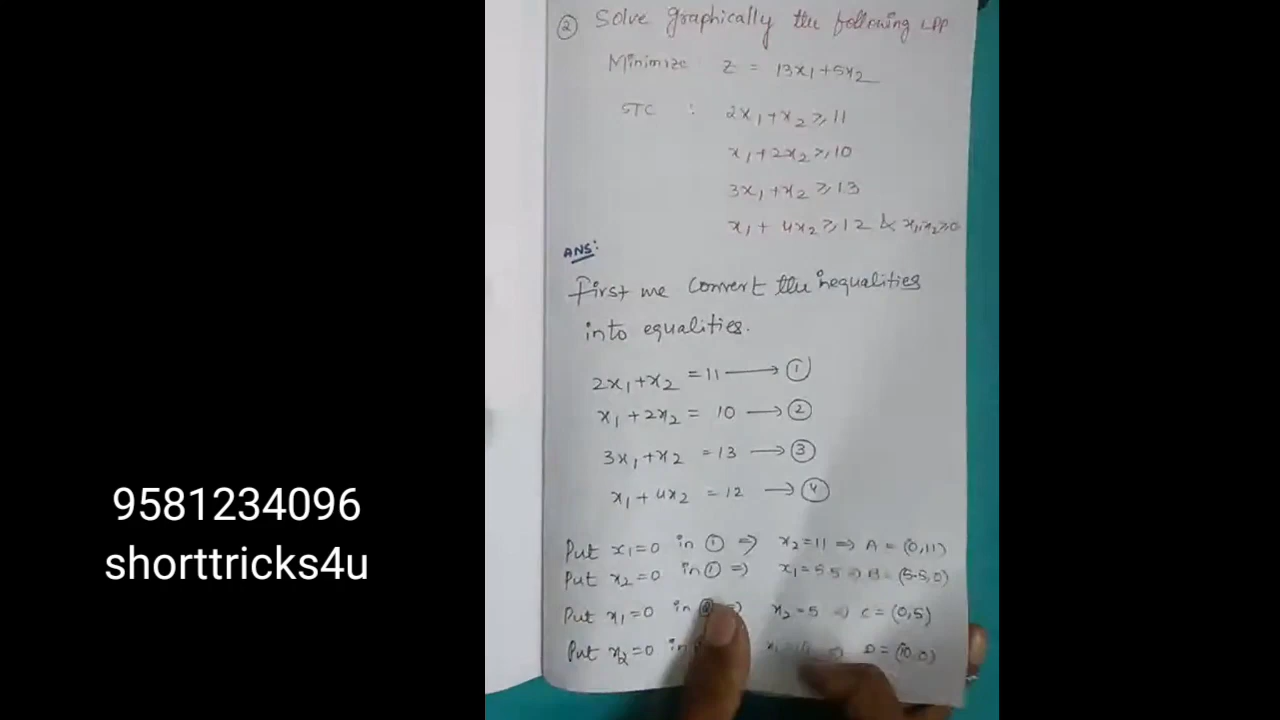 ② Solve graphically the following LPP
Minimize Z = 13x₁+5x₂
STC : 2x₁+x₂ ≥ 11
x₁+2x₂ ≥ 10
3x₁+x₂ ≥ 13
x₁+ 4x₂ ≥ 12 & x₁,x₂ ≥ 0
ANS:
First we convert the inequalities
into equalities.
2x₁+x₂ = 11 → ①
x₁+2x₂ = 10 → ②
3x₁+x₂ = 13 → ③
x₁+4x₂ = 12 → ④
Put x₁=0 in ① ⇒ x₂=11 ⇒ A = (0,11)
Put x₂=0 in ① ⇒ x₁=5.5 ⇒ B = (5.5,0)
Put x₁=0 in ② ⇒ x₂=5 ⇒ C = (0,5)
Put x₂=0 in ⇒ D = (10,0)
9581234096
shorttricks4u